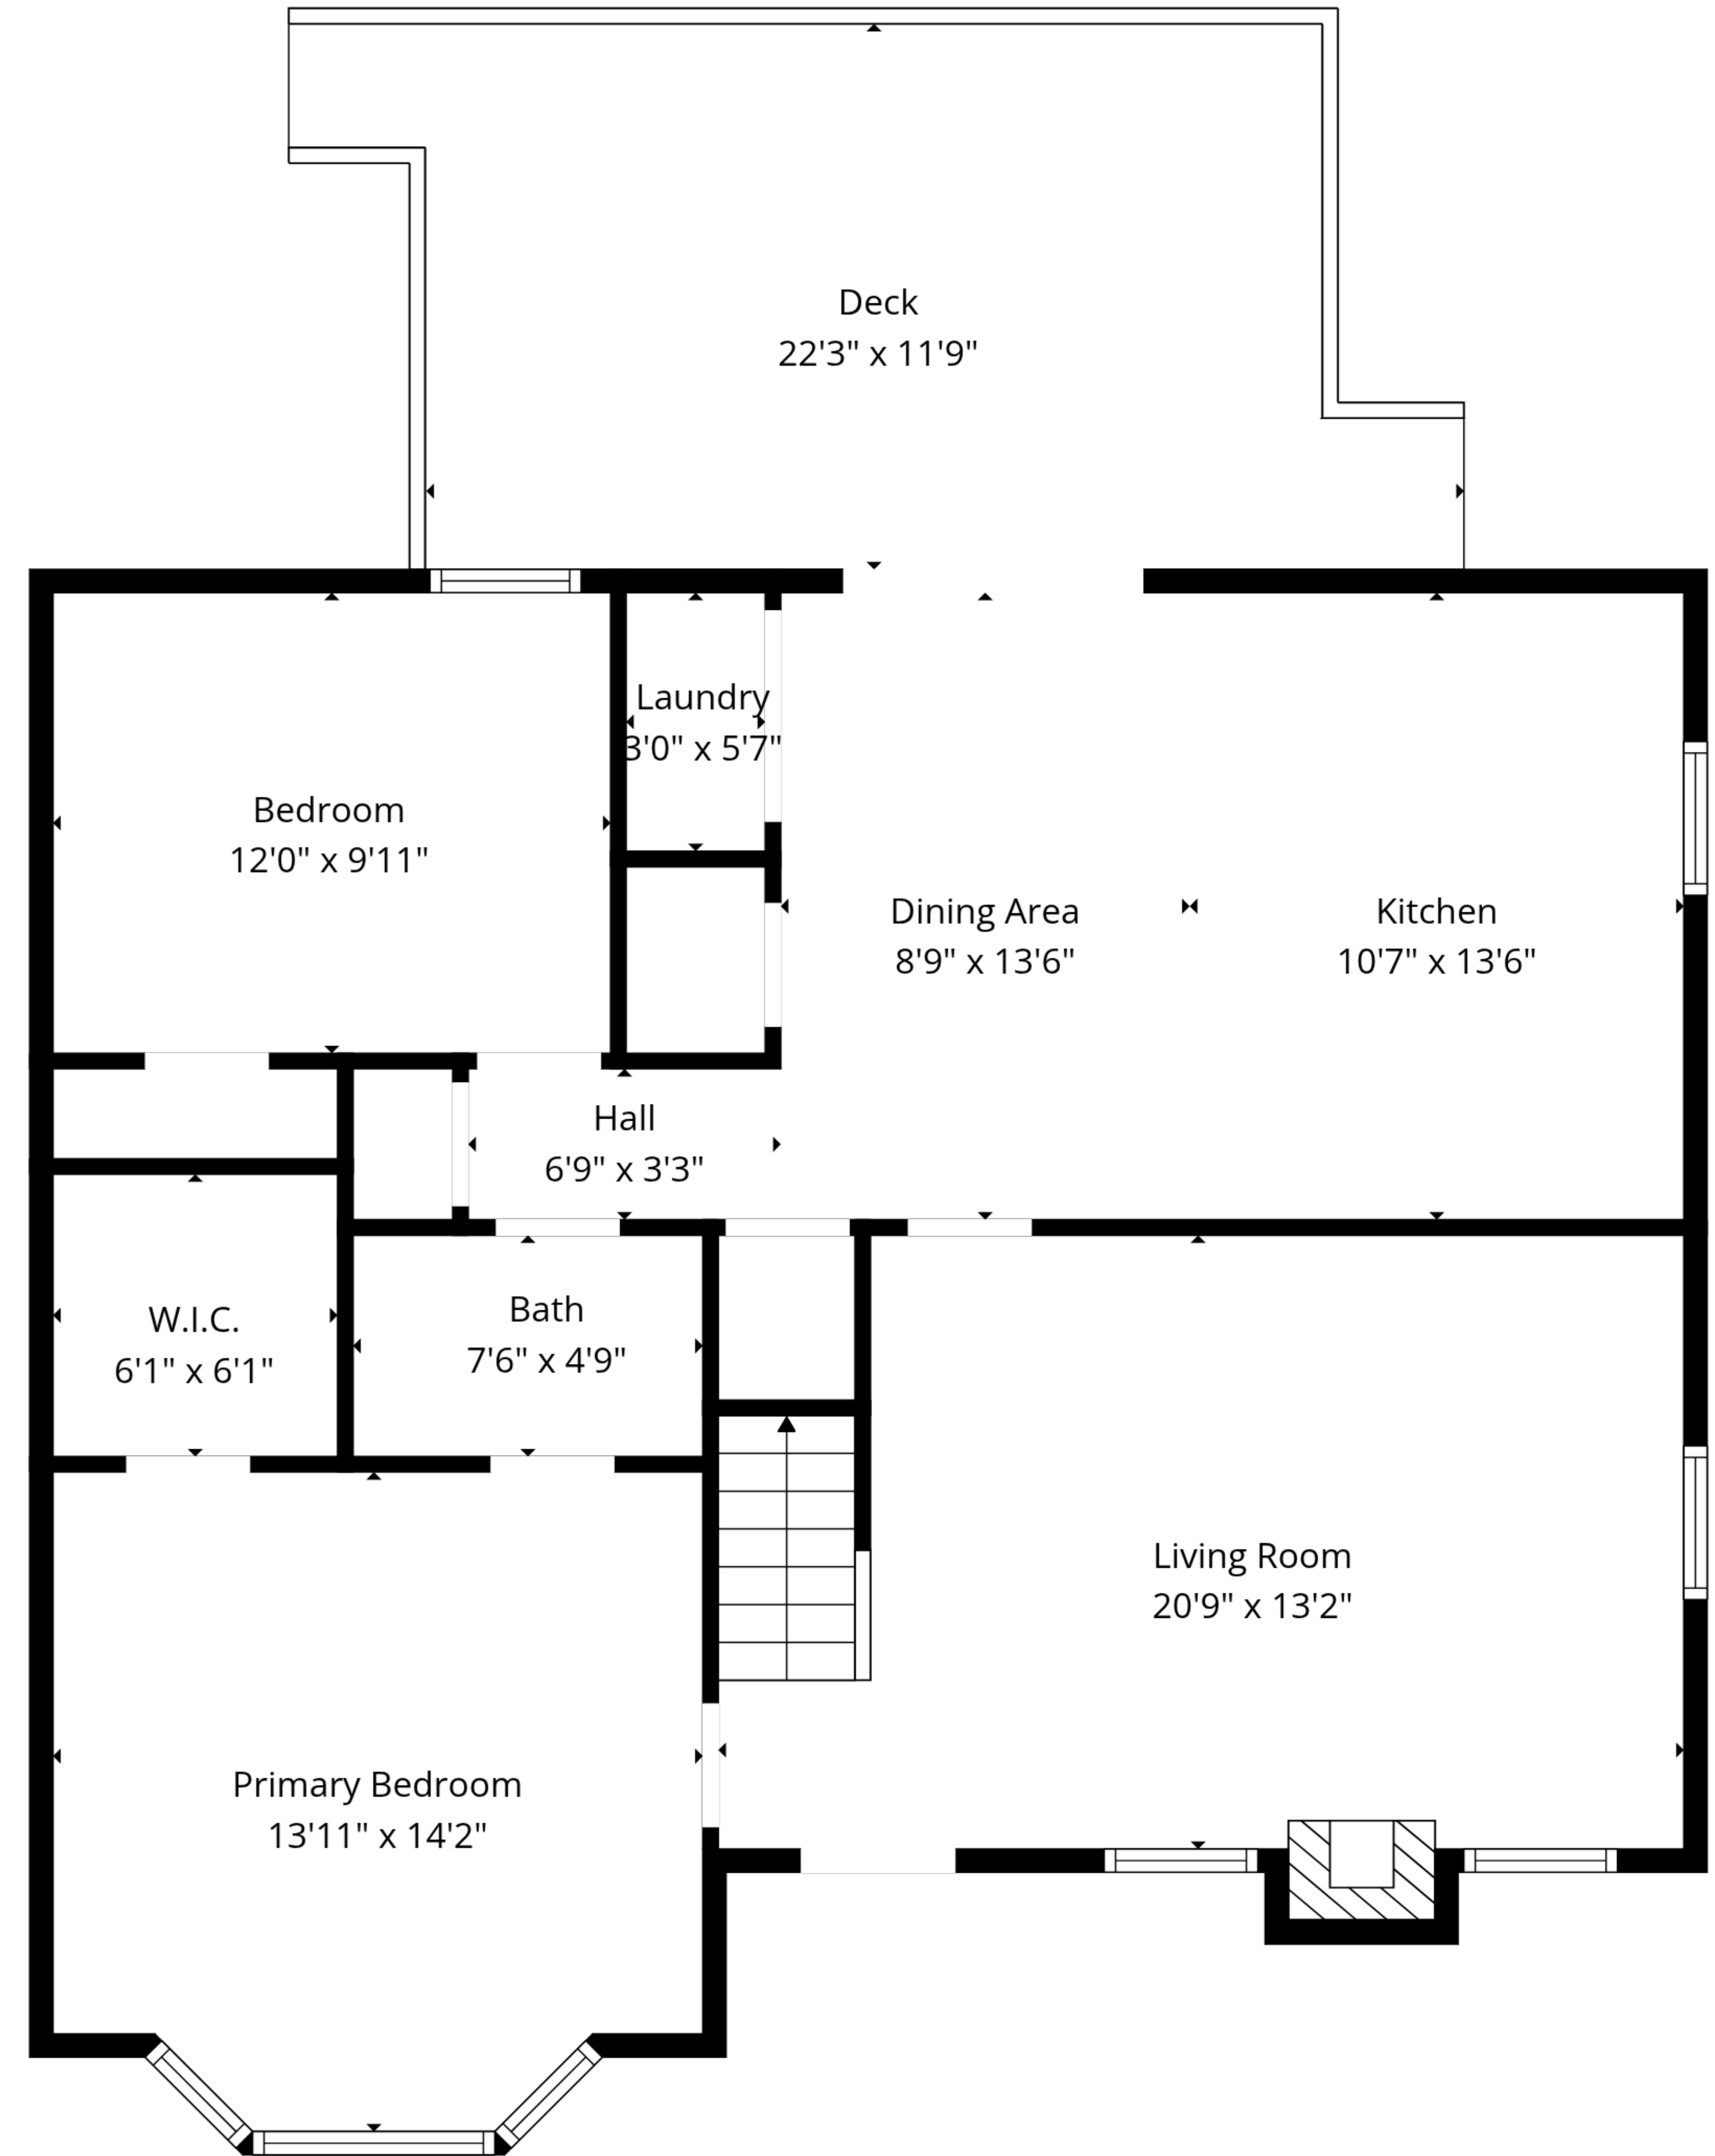 Deck
22'3" x 11'9"
Laundry
3'0" x 5'7"
Bedroom
12'0" x 9'11"
Dining Area
8'9" x 13'6"
Kitchen
10'7" x 13'6"
Hall
6'9" x 3'3"
W.I.C.
6'1" x 6'1"
Bath
7'6" x 4'9"
Living Room
20'9" x 13'2"
Primary Bedroom
13'11" x 14'2"